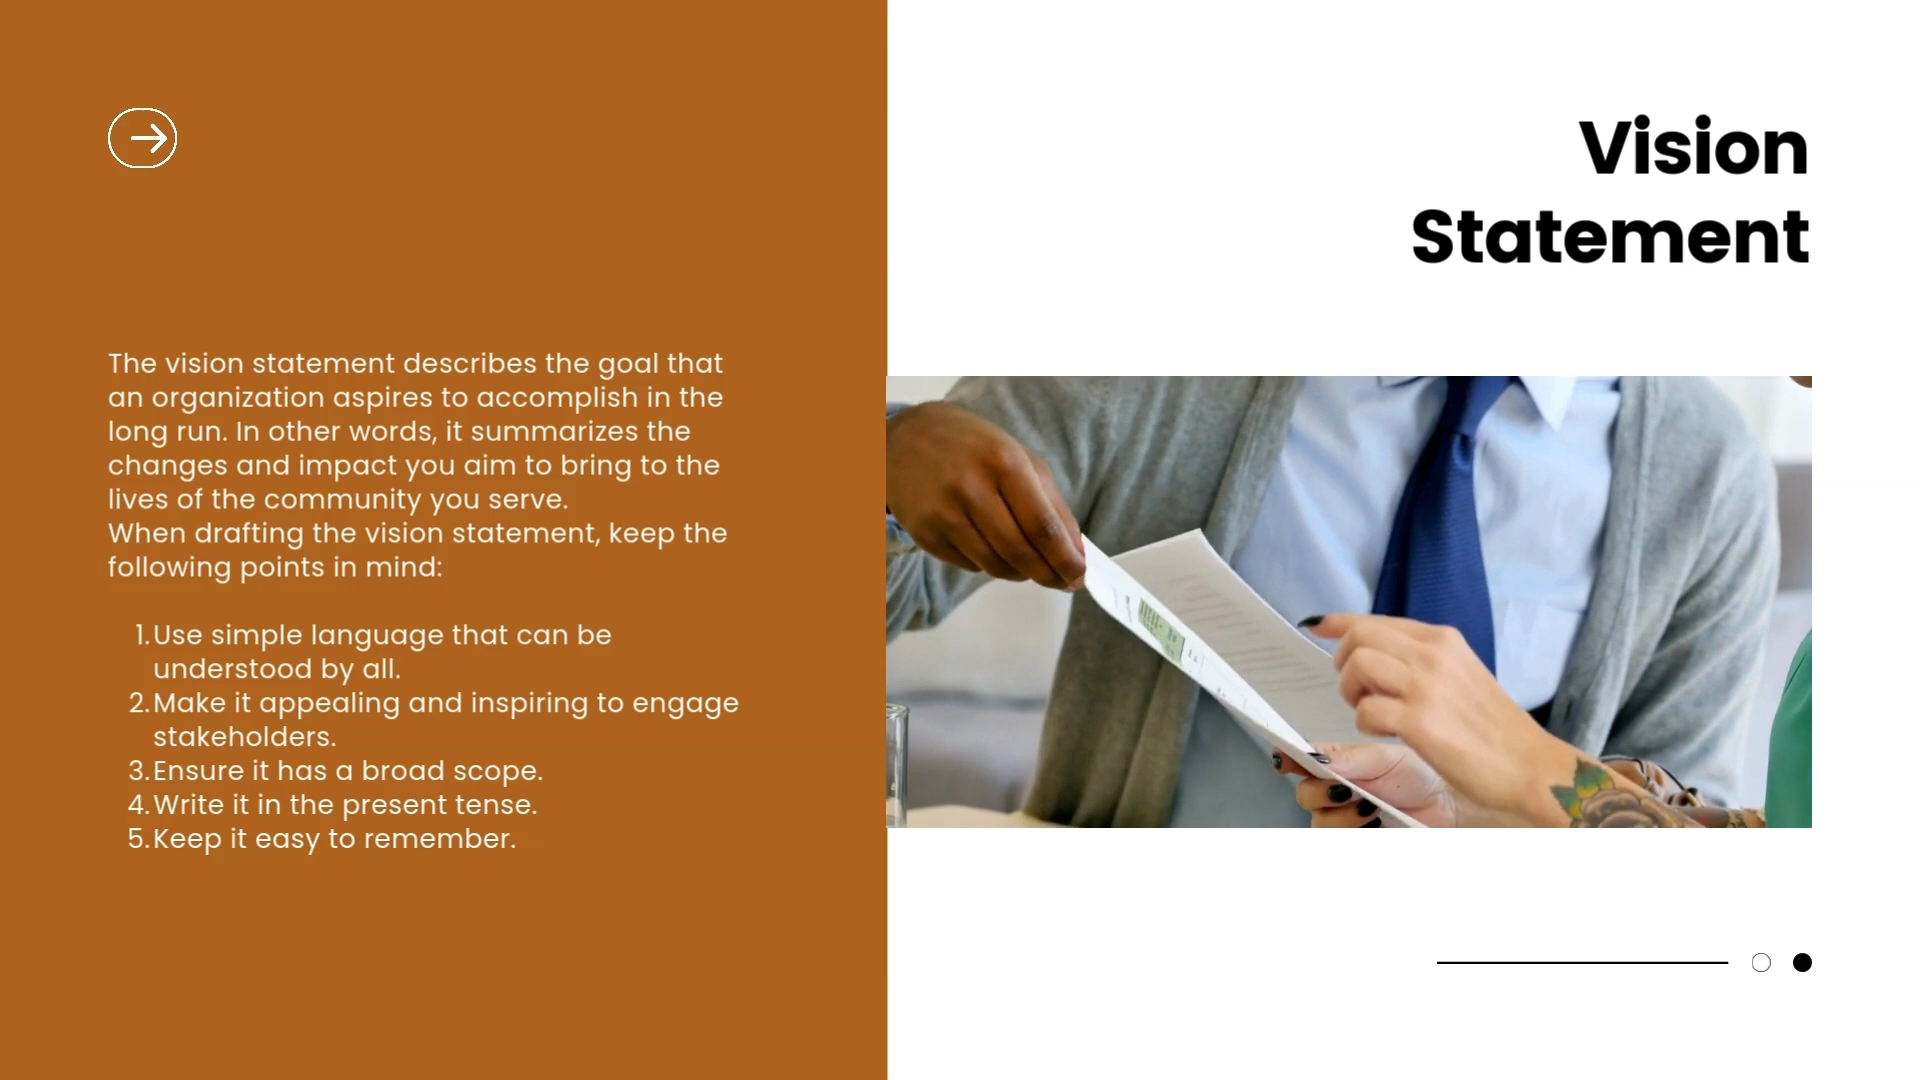 Vision
Statement
The vision statement describes the goal that
an organization aspires to accomplish in the
long run. In other words, it summarizes the
changes and impact you aim to bring to the
lives of the community you serve.
When drafting the vision statement, keep the
following points in mind:
1. Use simple language that can be
understood by all.
2. Make it appealing and inspiring to engage
stakeholders.
3. Ensure it has a broad scope.
4. Write it in the present tense.
5. Keep it easy to remember.